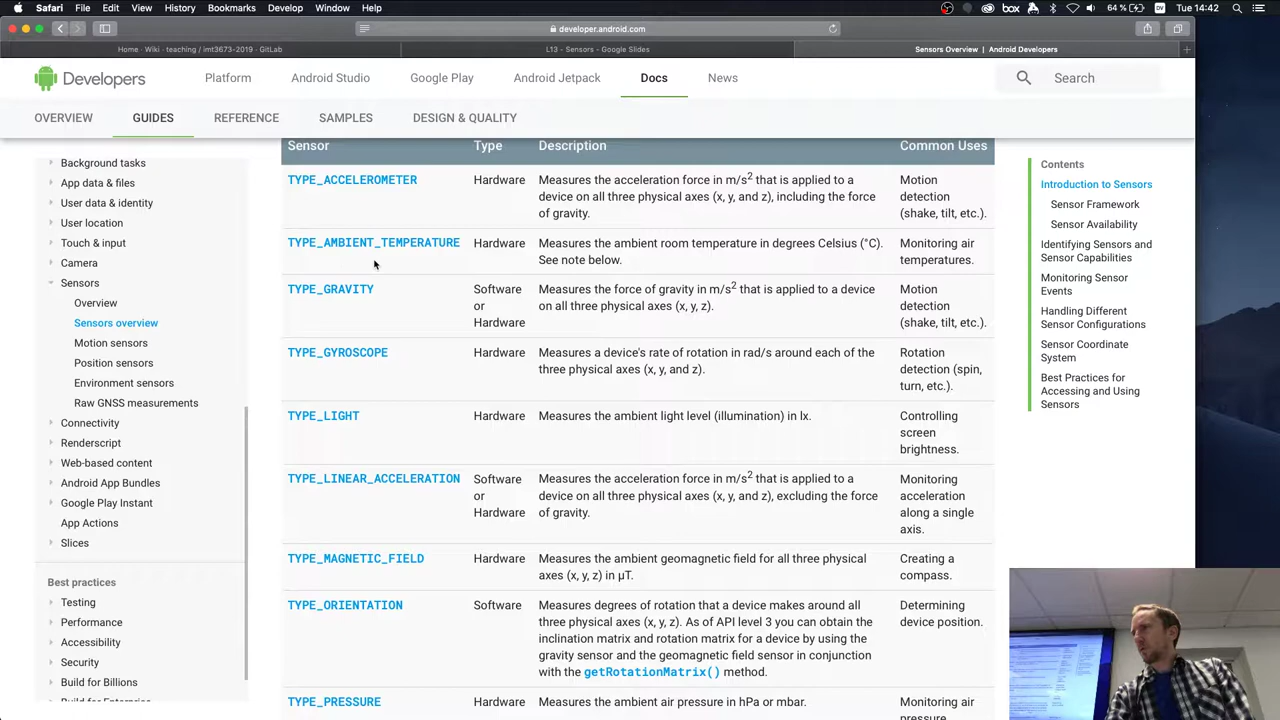 Safari File Edit View History Bookmarks Develop Window Help
box 64 % DV Tue 14:42
developer.android.com
Home · Wiki · teaching / imt3673-2019 · GitLab
L13 - Sensors - Google Slides
Sensors Overview | Android Developers
Developers
Platform Android Studio Google Play Android Jetpack Docs News
Search
OVERVIEW GUIDES REFERENCE SAMPLES DESIGN & QUALITY
Background tasks
App data & files
User data & identity
User location
Touch & input
Camera
Sensors
Overview
Sensors overview
Motion sensors
Position sensors
Environment sensors
Raw GNSS measurements
Connectivity
Renderscript
Web-based content
Android App Bundles
Google Play Instant
App Actions
Slices
Best practices
Testing
Performance
Accessibility
Security
Build for Billions
Sensor Type Description Common Uses
TYPE_ACCELEROMETER
Hardware
Measures the acceleration force in m/s2 that is applied to a
device on all three physical axes (x, y, and z), including the force
of gravity.
Motion
detection
(shake, tilt, etc.).
TYPE_AMBIENT_TEMPERATURE
Hardware
Measures the ambient room temperature in degrees Celsius (°C).
See note below.
Monitoring air
temperatures.
TYPE_GRAVITY
Software
or
Hardware
Measures the force of gravity in m/s2 that is applied to a device
on all three physical axes (x, y, z).
Motion
detection
(shake, tilt, etc.).
TYPE_GYROSCOPE
Hardware
Measures a device's rate of rotation in rad/s around each of the
three physical axes (x, y, and z).
Rotation
detection (spin,
turn, etc.).
TYPE_LIGHT
Hardware
Measures the ambient light level (illumination) in lx.
Controlling
screen
brightness.
TYPE_LINEAR_ACCELERATION
Software
or
Hardware
Measures the acceleration force in m/s2 that is applied to a
device on all three physical axes (x, y, and z), excluding the force
of gravity.
Monitoring
acceleration
along a single
axis.
TYPE_MAGNETIC_FIELD
Hardware
Measures the ambient geomagnetic field for all three physical
axes (x, y, z) in μT.
Creating a
compass.
TYPE_ORIENTATION
Software
Measures degrees of rotation that a device makes around all
three physical axes (x, y, z). As of API level 3 you can obtain the
inclination matrix and rotation matrix for a device by using the
gravity sensor and the geomagnetic field sensor in conjunction
with the getRotationMatrix() method.
Determining
device position.
TYPE_PRESSURE
Hardware
Measures the ambient air pressure in hPa or mbar.
Monitoring air
pressure
Contents
Introduction to Sensors
Sensor Framework
Sensor Availability
Identifying Sensors and
Sensor Capabilities
Monitoring Sensor
Events
Handling Different
Sensor Configurations
Sensor Coordinate
System
Best Practices for
Accessing and Using
Sensors